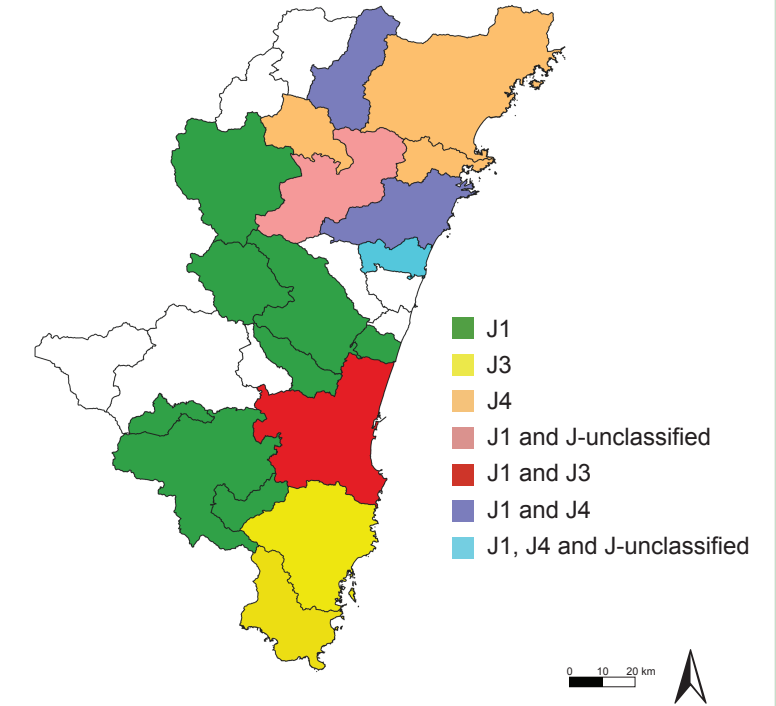 J1
J3
J4
J1 and J-unclassified
J1 and J3
J1 and J4
J1, J4 and J-unclassified
0 10 20 km